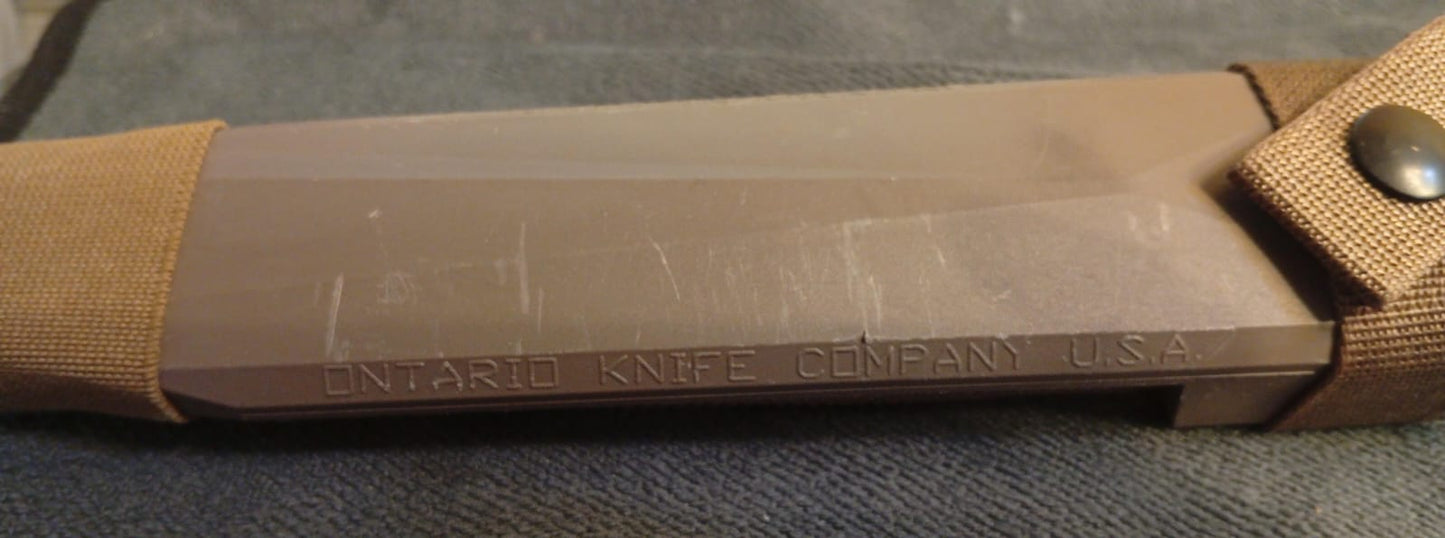 ONTARIO KNIFE COMPANY U.S.A.